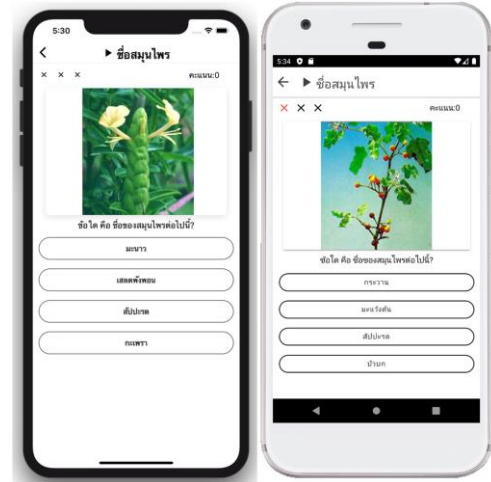 5:30
▶ ชื่อสมุนไพร
× × × คะแนน:0
ข้อใด คือ ชื่อของสมุนไพรต่อไปนี้?
มะนาว
เสลดพังพอน
สัปปะรด
กะเพรา
5:34
▶ ชื่อสมุนไพร
× × × คะแนน:0
ข้อใด คือ ชื่อของสมุนไพรต่อไปนี้?
กระวาน
มะแว้งต้น
สัปปะรด
บัวบก